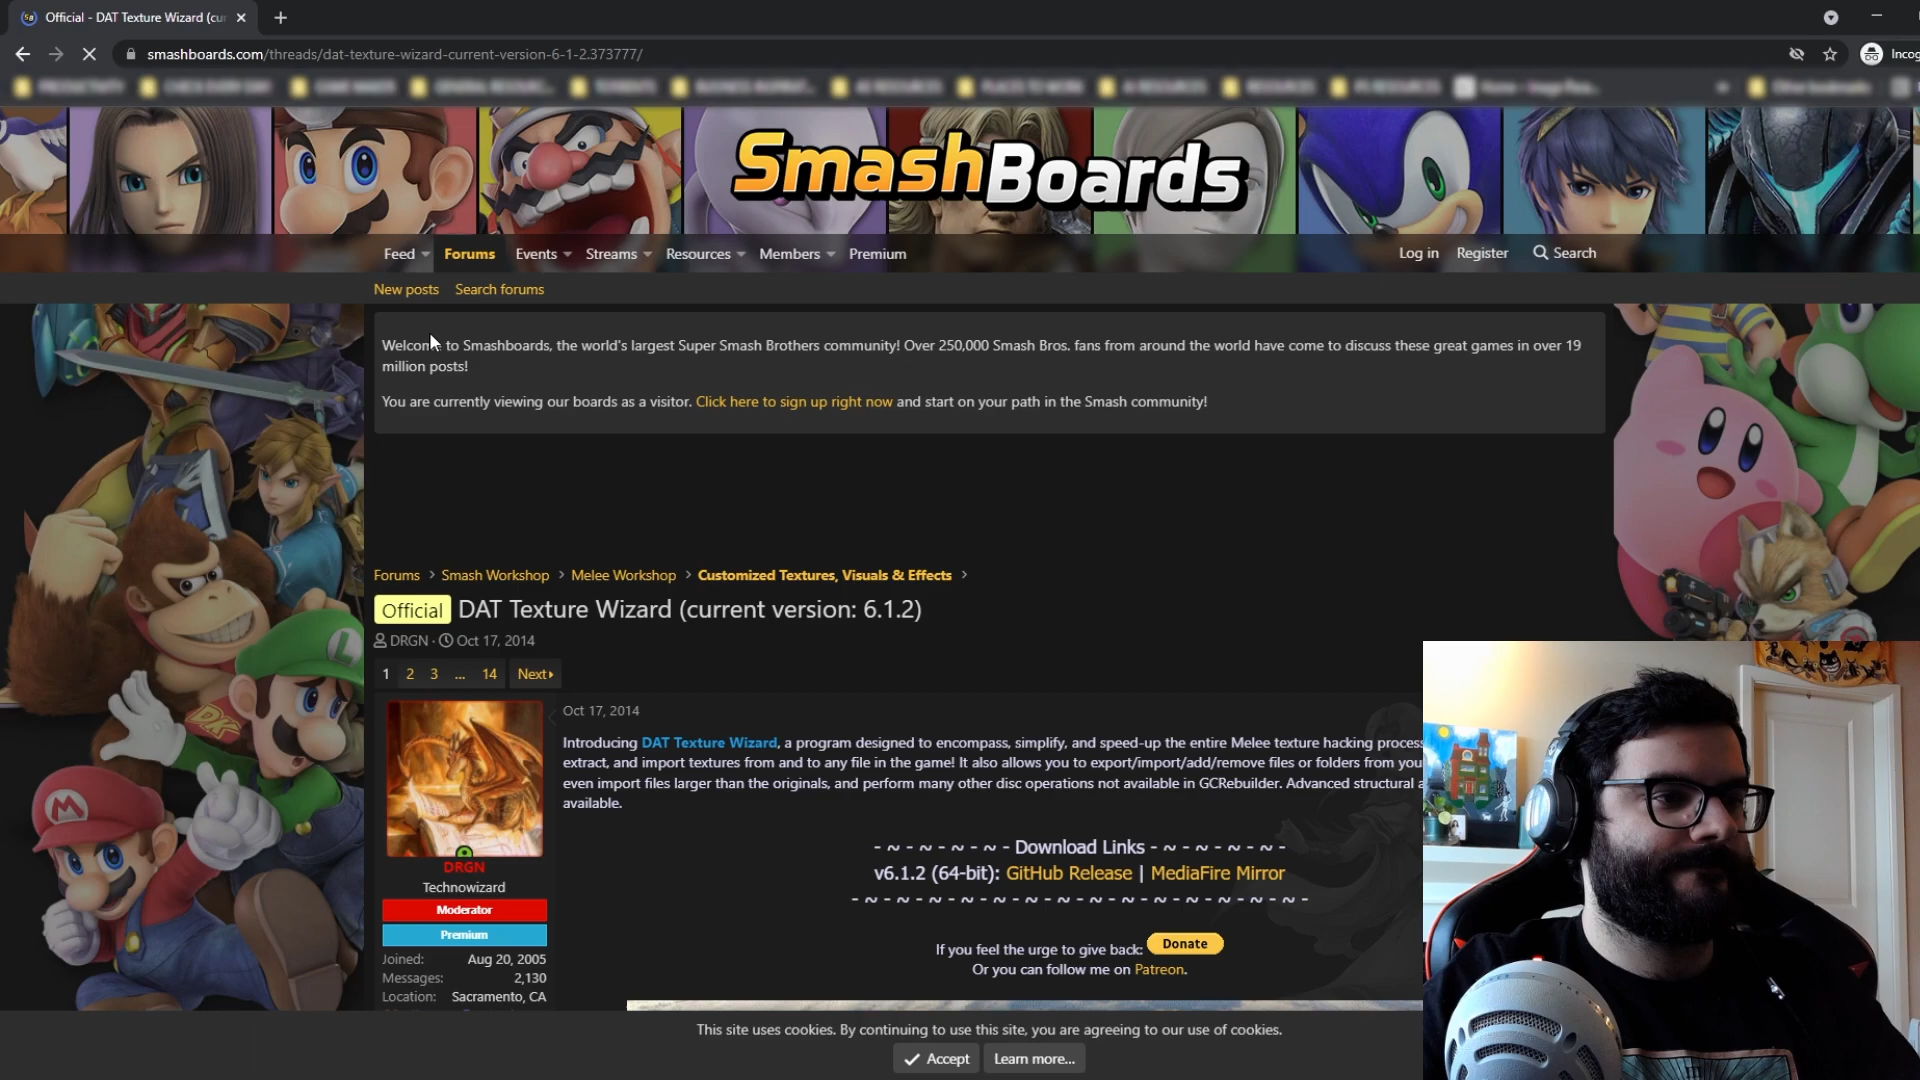 Official - DAT Texture Wizard (cur
smashboards.com/threads/dat-texture-wizard-current-version-6-1-2.373777/
Incog
SmashBoards
Feed Forums Events Streams Resources Members Premium Log in Register Search
New posts Search forums
Welcome to Smashboards, the world's largest Super Smash Brothers community! Over 250,000 Smash Bros. fans from around the world have come to discuss these great games in over 19
million posts!
You are currently viewing our boards as a visitor. Click here to sign up right now and start on your path in the Smash community!
Forums > Smash Workshop > Melee Workshop > Customized Textures, Visuals & Effects >
Official DAT Texture Wizard (current version: 6.1.2)
DRGN · Oct 17, 2014
1 2 3 ... 14 Next
Oct 17, 2014
Introducing DAT Texture Wizard, a program designed to encompass, simplify, and speed-up the entire Melee texture hacking process
extract, and import textures from and to any file in the game! It also allows you to export/import/add/remove files or folders from you
even import files larger than the originals, and perform many other disc operations not available in GCRebuilder. Advanced structural a
available.
- ~ - ~ - ~ - ~ - Download Links - ~ - ~ - ~ - ~ -
v6.1.2 (64-bit): GitHub Release | MediaFire Mirror
- ~ - ~ - ~ - ~ - ~ - ~ - ~ - ~ - ~ - ~ - ~ - ~ - ~ - ~ -
If you feel the urge to give back: Donate
Or you can follow me on Patreon.
DRGN
Technowizard
Moderator
Premium
Joined: Aug 20, 2005
Messages: 2,130
Location: Sacramento, CA
This site uses cookies. By continuing to use this site, you are agreeing to our use of cookies.
Accept Learn more...